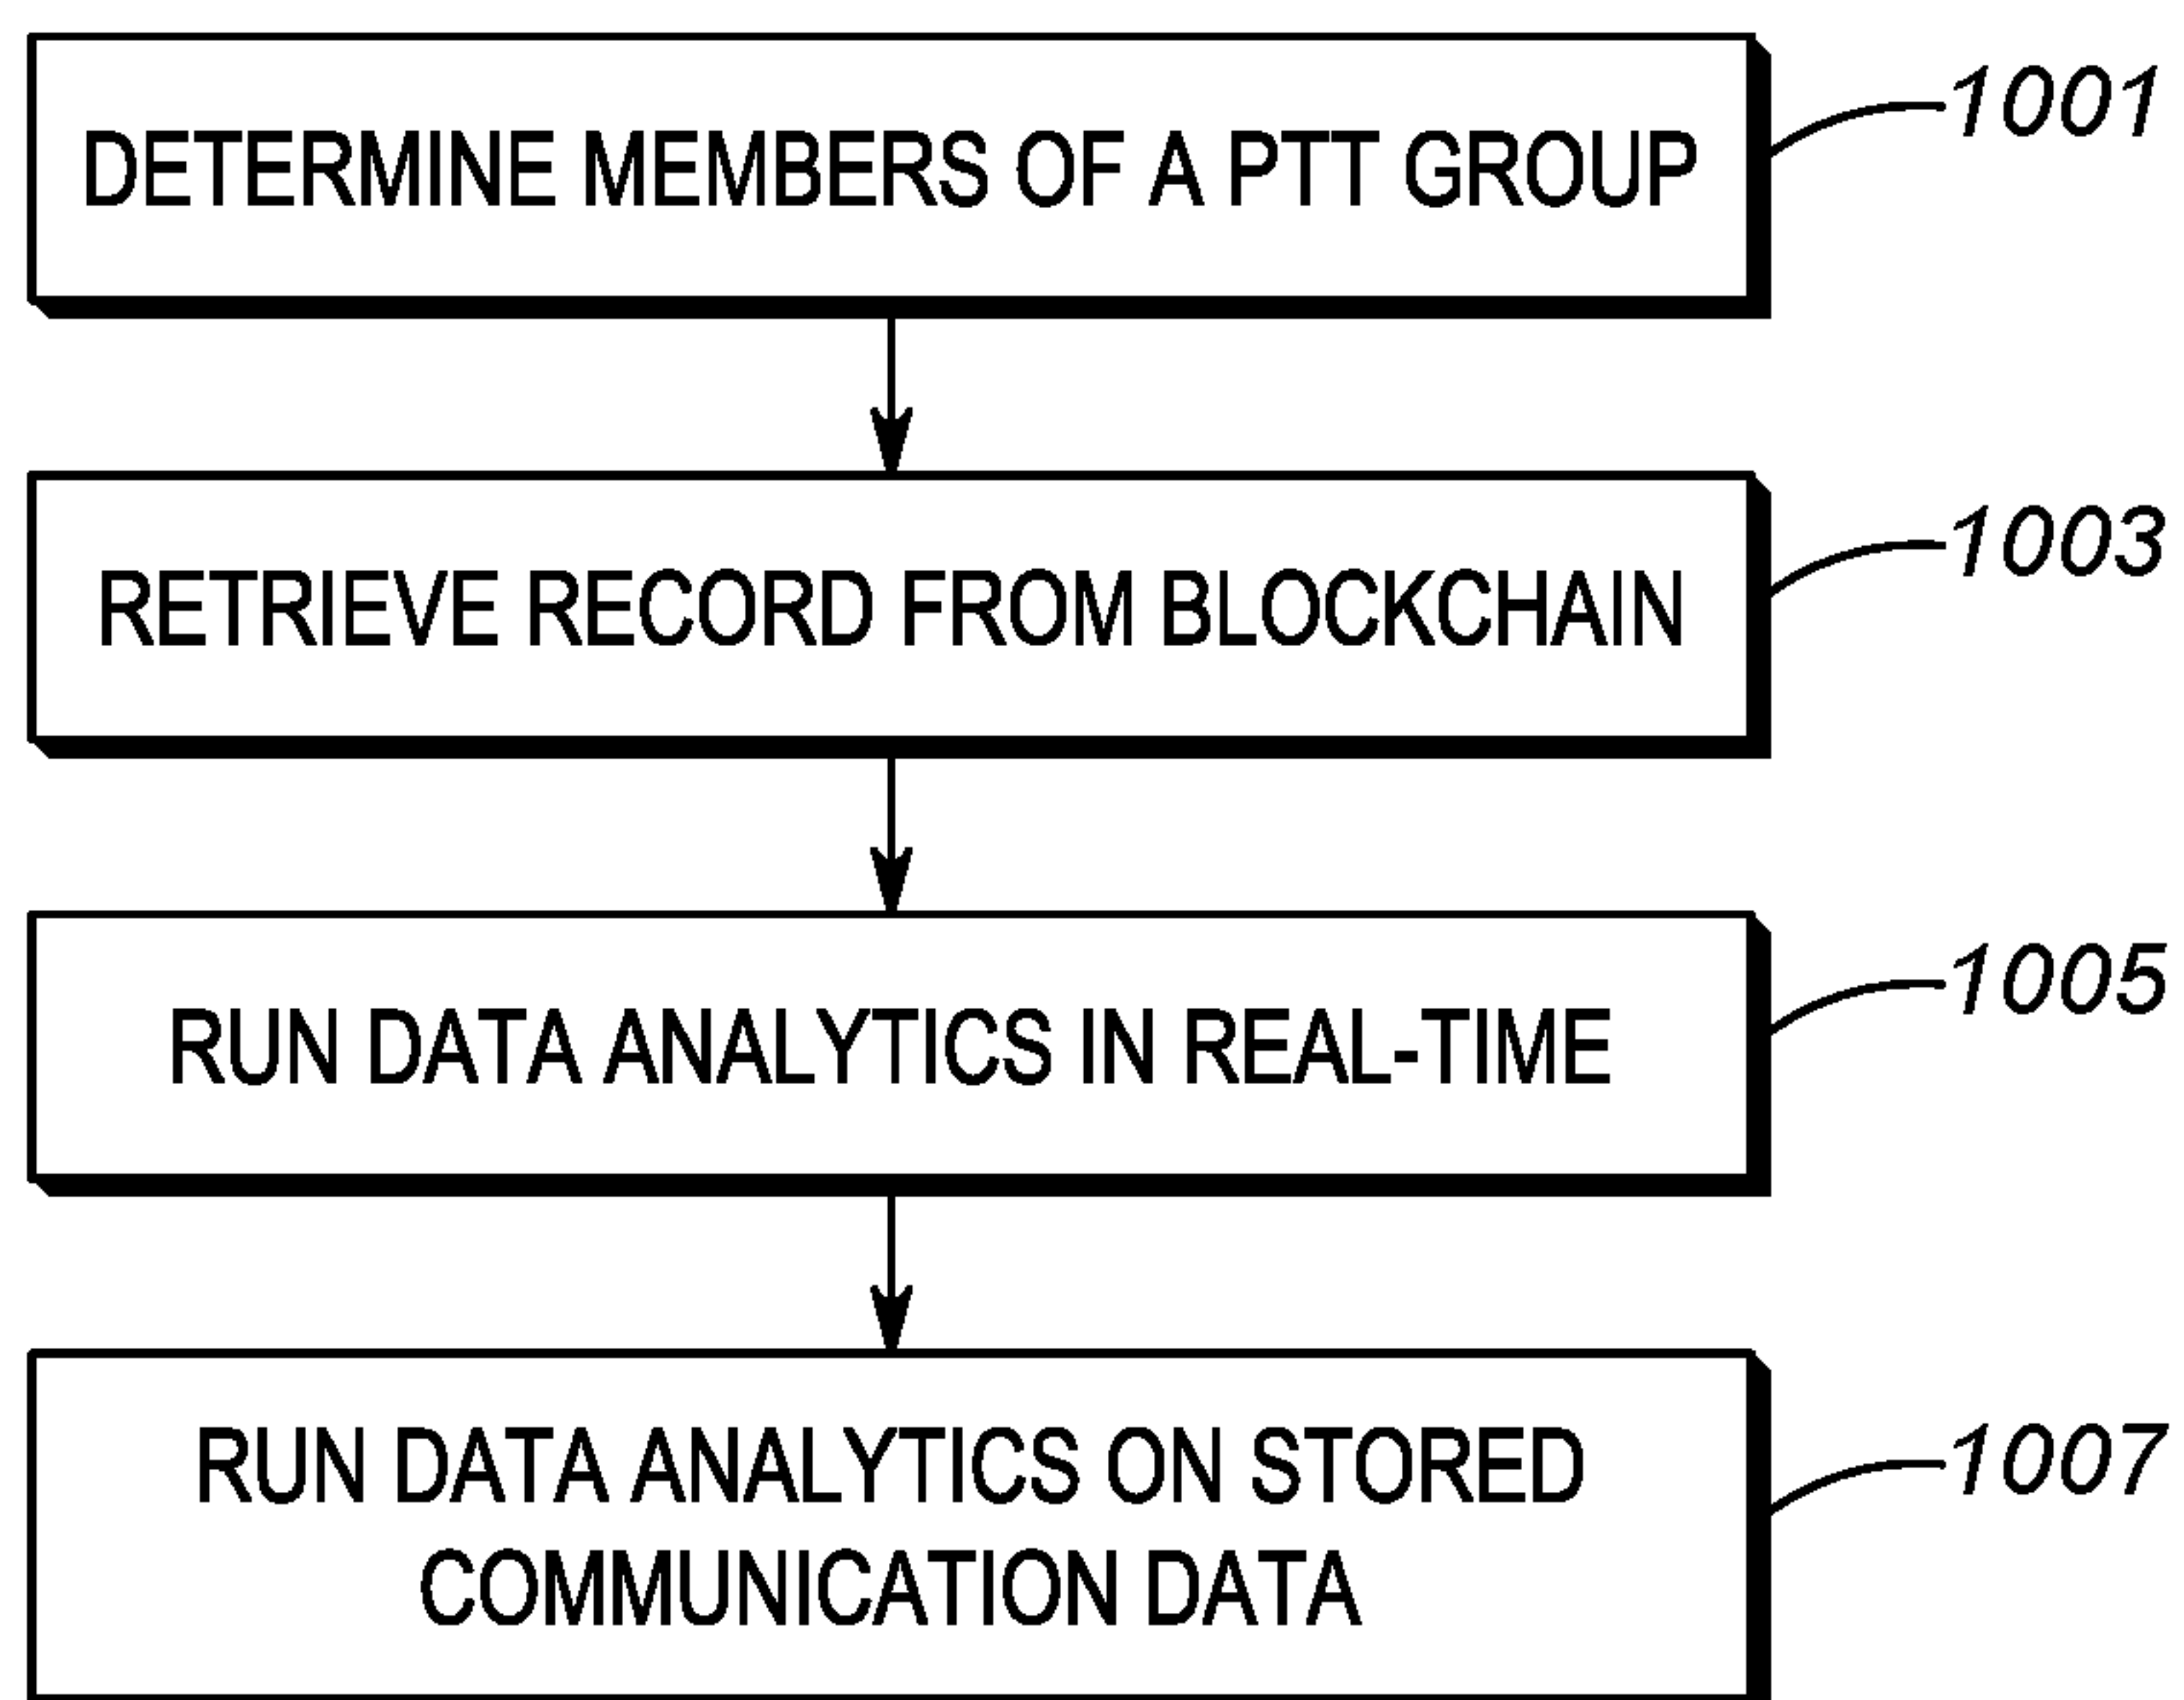 DETERMINE MEMBERS OF A PTT GROUP
1001
RETRIEVE RECORD FROM BLOCKCHAIN
1003
RUN DATA ANALYTICS IN REAL-TIME
1005
RUN DATA ANALYTICS ON STORED
COMMUNICATION DATA
1007